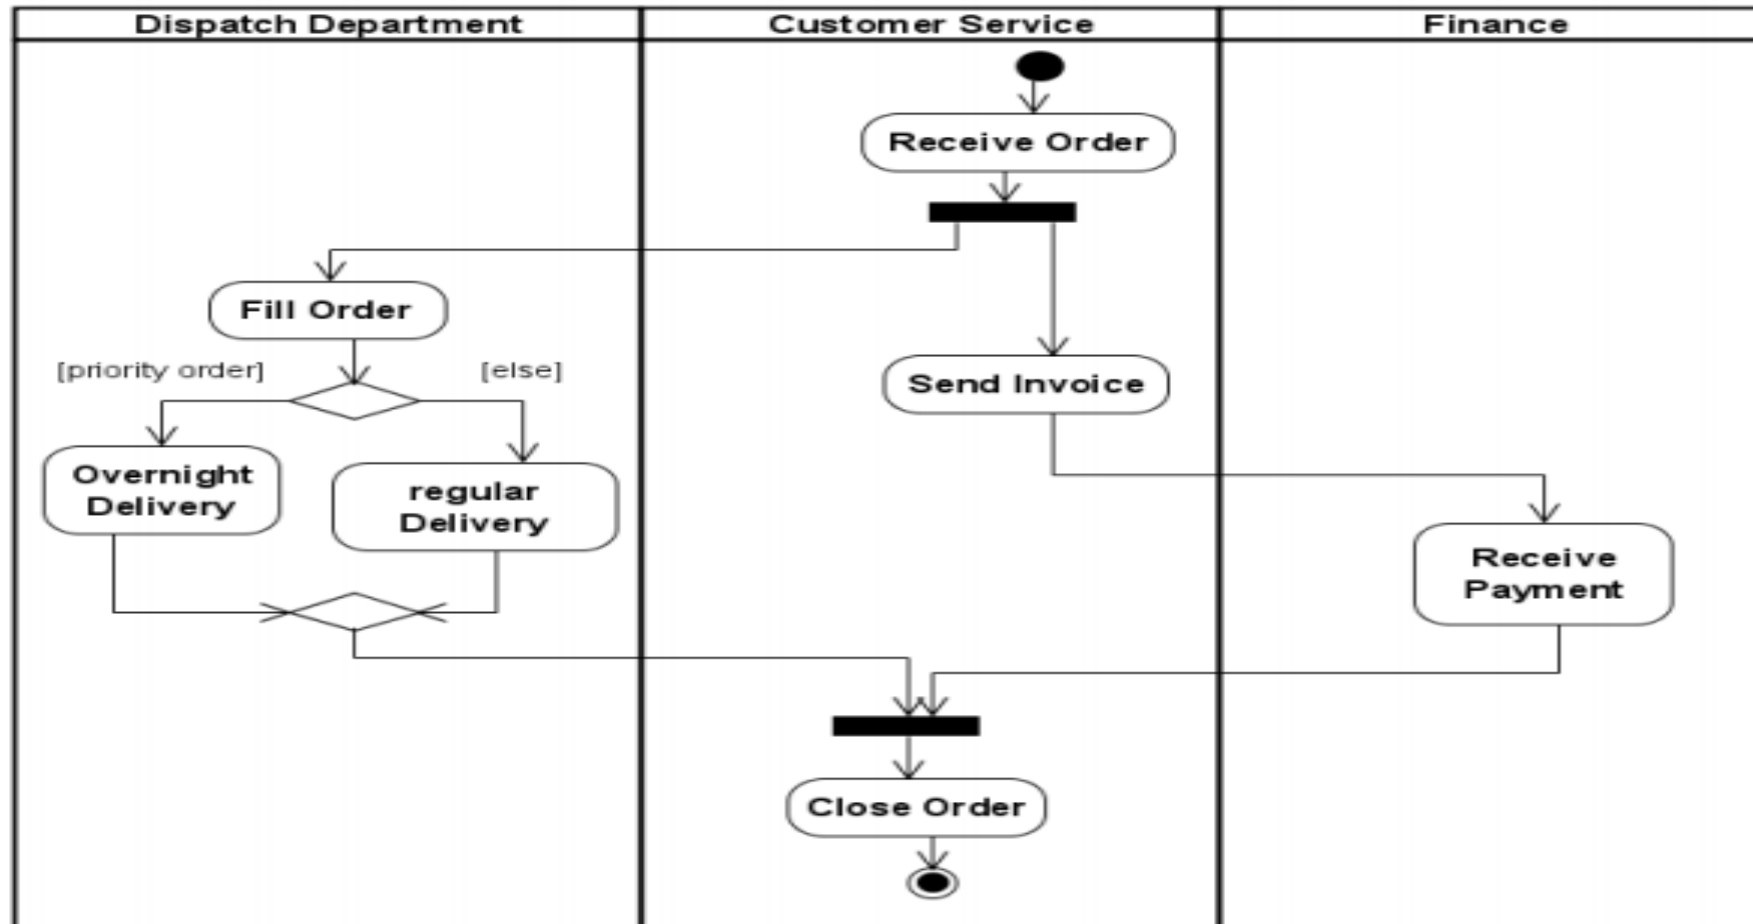 Dispatch Department
Customer Service
Finance
Receive Order
Fill Order
[priority order]
[else]
Send Invoice
Overnight
Delivery
regular
Delivery
Receive
Payment
Close Order